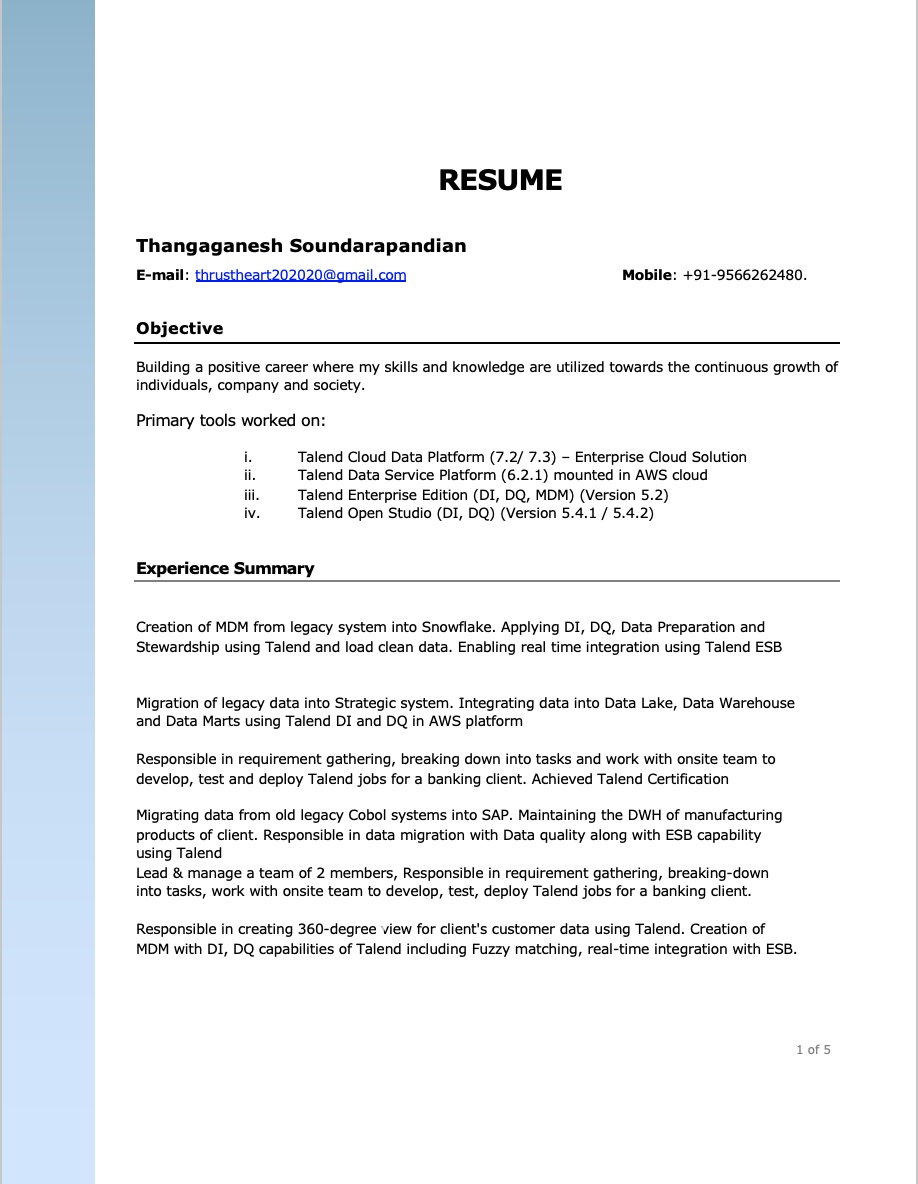 RESUME
Thangaganesh Soundarapandian
E-mail: thrustheart202020@gmail.com Mobile: +91-9566262480.
Objective
Building a positive career where my skills and knowledge are utilized towards the continuous growth of
individuals, company and society.
Primary tools worked on:
i. Talend Cloud Data Platform (7.2/ 7.3) – Enterprise Cloud Solution
ii. Talend Data Service Platform (6.2.1) mounted in AWS cloud
iii. Talend Enterprise Edition (DI, DQ, MDM) (Version 5.2)
iv. Talend Open Studio (DI, DQ) (Version 5.4.1 / 5.4.2)
Experience Summary
Creation of MDM from legacy system into Snowflake. Applying DI, DQ, Data Preparation and
Stewardship using Talend and load clean data. Enabling real time integration using Talend ESB
Migration of legacy data into Strategic system. Integrating data into Data Lake, Data Warehouse
and Data Marts using Talend DI and DQ in AWS platform
Responsible in requirement gathering, breaking down into tasks and work with onsite team to
develop, test and deploy Talend jobs for a banking client. Achieved Talend Certification
Migrating data from old legacy Cobol systems into SAP. Maintaining the DWH of manufacturing
products of client. Responsible in data migration with Data quality along with ESB capability
using Talend
Lead & manage a team of 2 members, Responsible in requirement gathering, breaking-down
into tasks, work with onsite team to develop, test, deploy Talend jobs for a banking client.
Responsible in creating 360-degree view for client's customer data using Talend. Creation of
MDM with DI, DQ capabilities of Talend including Fuzzy matching, real-time integration with ESB.
1 of 5